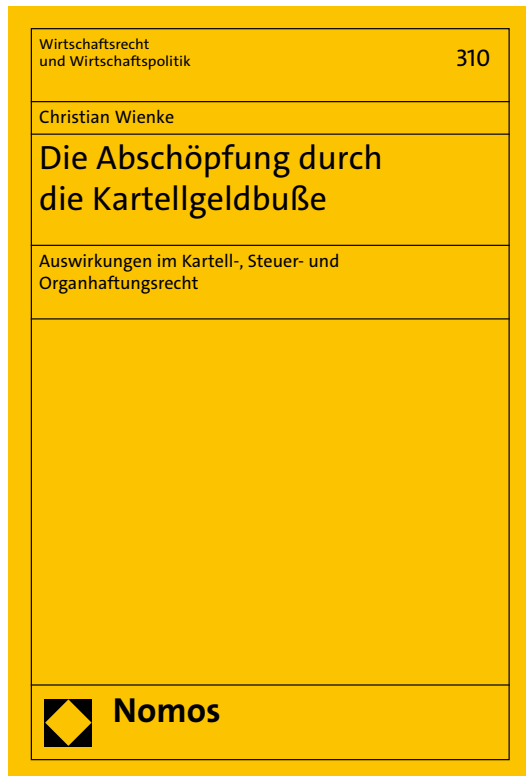 Wirtschaftsrecht
und Wirtschaftspolitik
310
Christian Wienke
Die Abschöpfung durch
die Kartellgeldbuße
Auswirkungen im Kartell-, Steuer- und
Organhaftungsrecht
Nomos